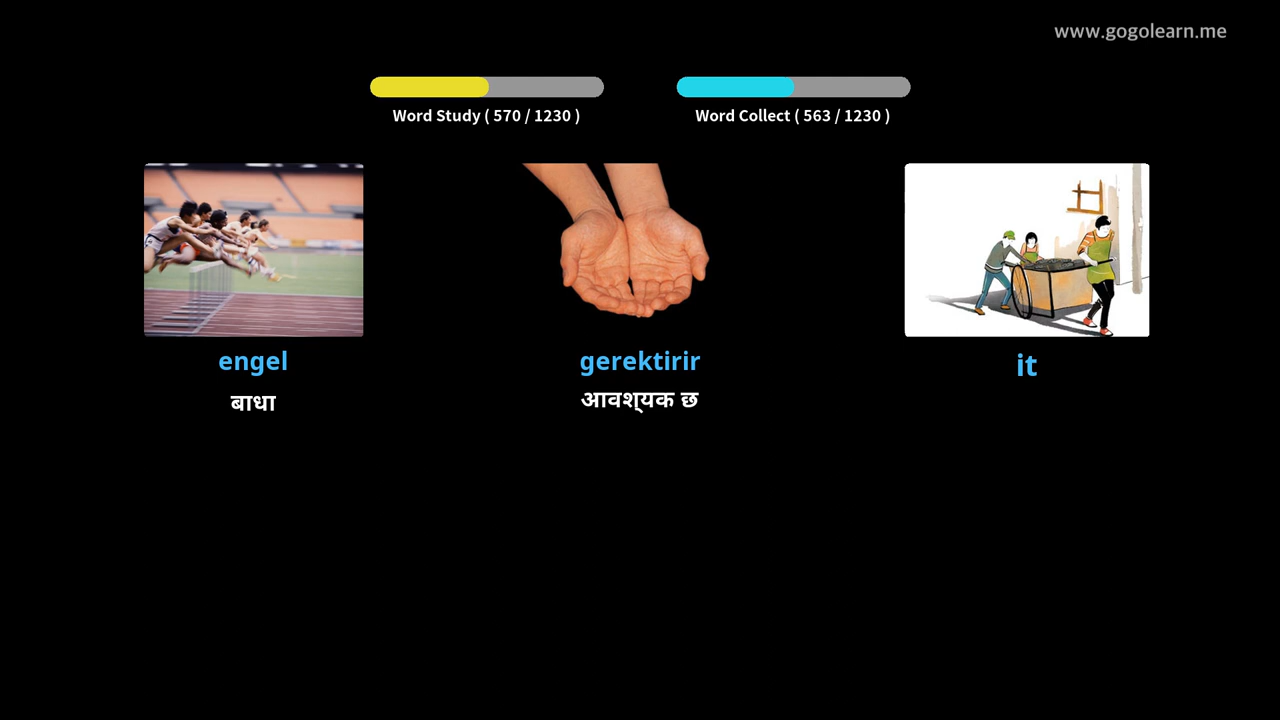 www.gogolearn.me
Word Study ( 570 / 1230 )
Word Collect ( 563 / 1230 )
engel
gerektirir
it
बाधा
आवश्यक छ